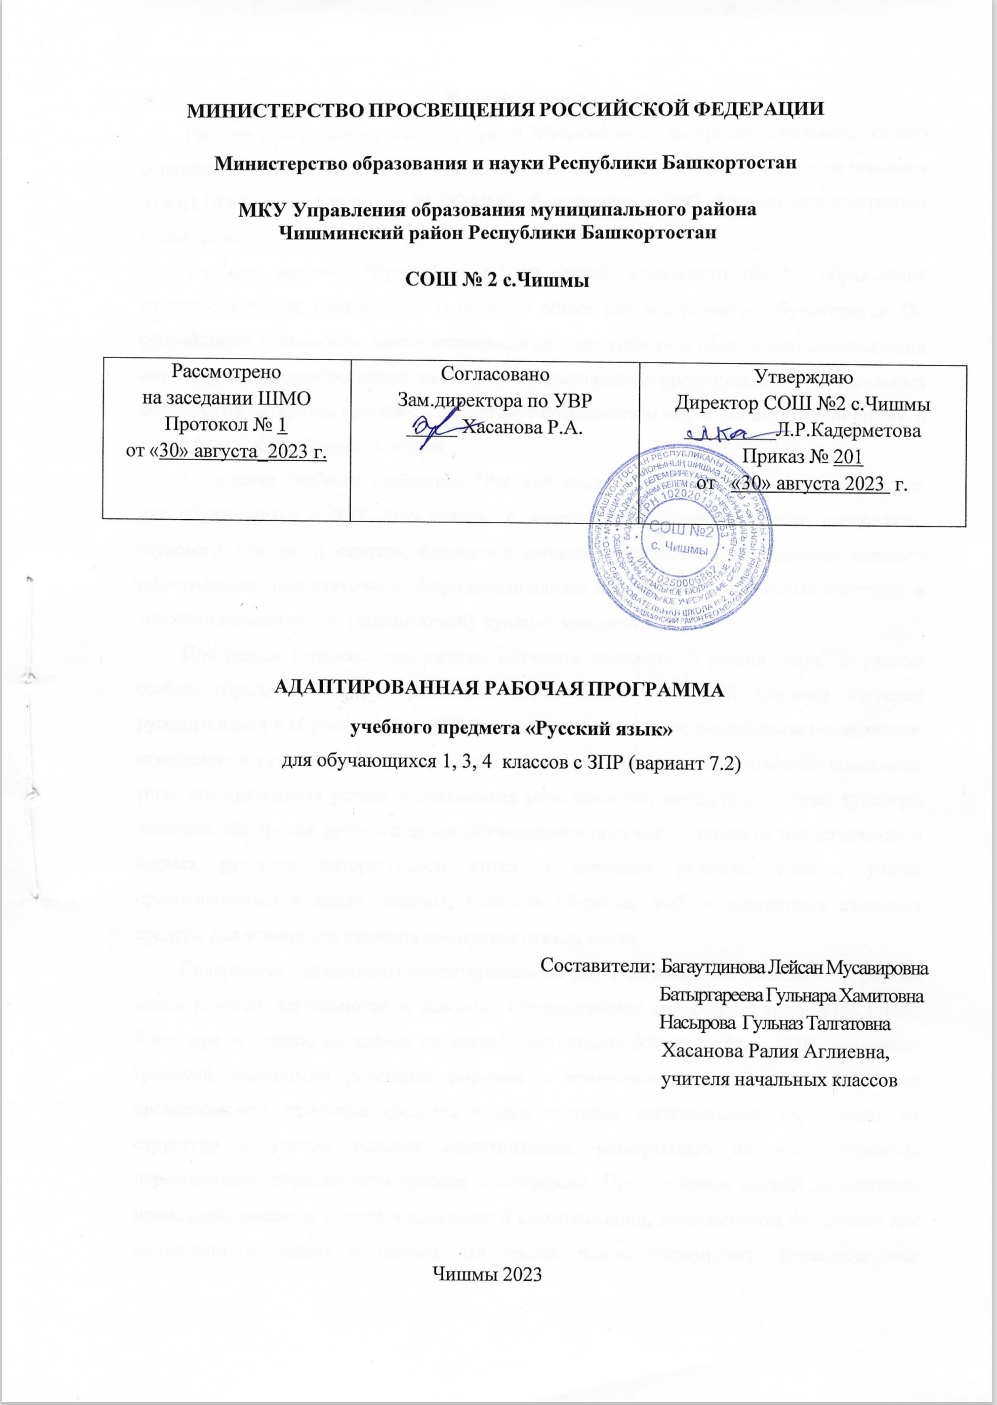 МИНИСТЕРСТВО ПРОСВЕЩЕНИЯ РОССИЙСКОЙ ФЕДЕРАЦИИ
Министерство образования и науки Республики Башкортостан
МКУ Управления образования муниципального района
Чишминский район Республики Башкортостан
СОШ № 2 с.Чишмы
Рассмотрено
на заседании ШМО
Протокол № 1
от «30» августа_2023 г.
Согласовано
Зам.директора по УВР
Хасанова Р.А.
Утверждаю
Директор СОШ №2 с.Чишмы
Л.Р.Кадерметова
Приказ № 201
от «30» августа 2023 г.
СОШ №2
с. Чишмы
АДАПТИРОВАННАЯ РАБОЧАЯ ПРОГРАММА
учебного предмета «Русский язык»
для обучающихся 1, 3, 4 классов с ЗПР (вариант 7.2)
Составители: Багаутдинова Лейсан Мусавировна
Батыргареева Гульнара Хамитовна
Насырова Гульназ Талгатовна
Хасанова Ралия Аглиевна,
учителя начальных классов
Чишмы 2023